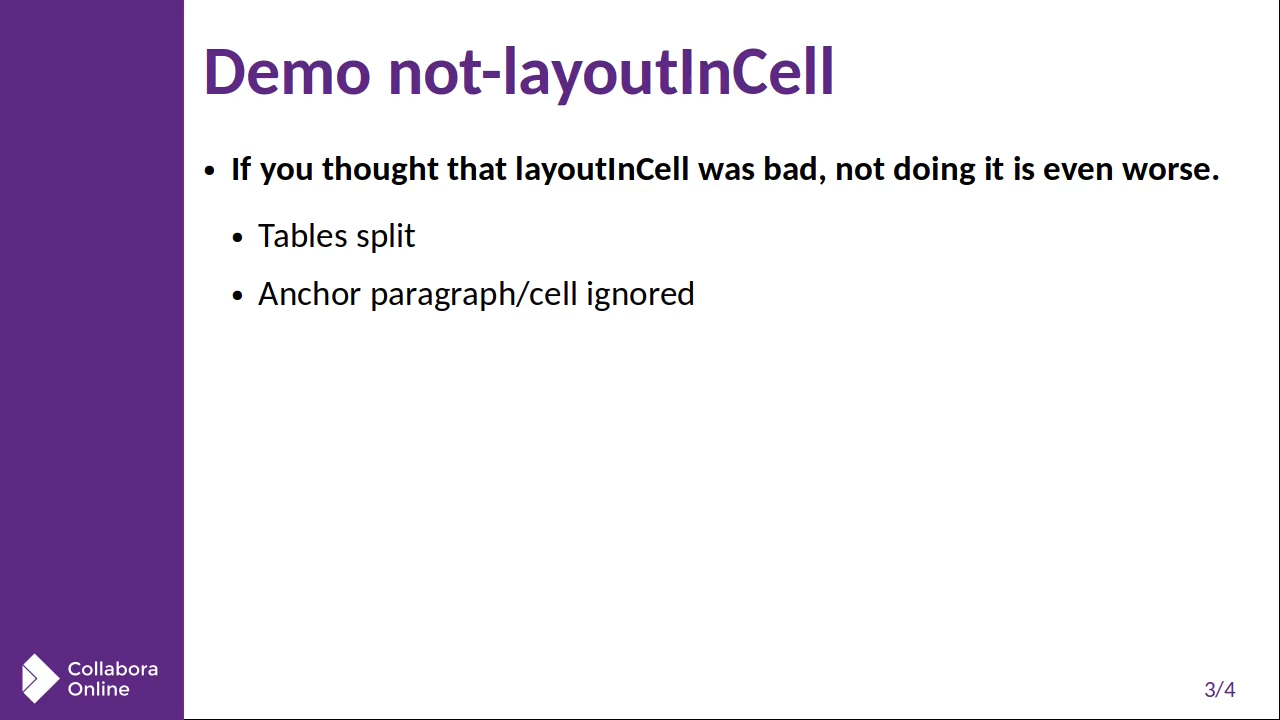 Demo not-layoutInCell
• If you thought that layoutInCell was bad, not doing it is even worse.
• Tables split
• Anchor paragraph/cell ignored
Collabora
Online
3/4